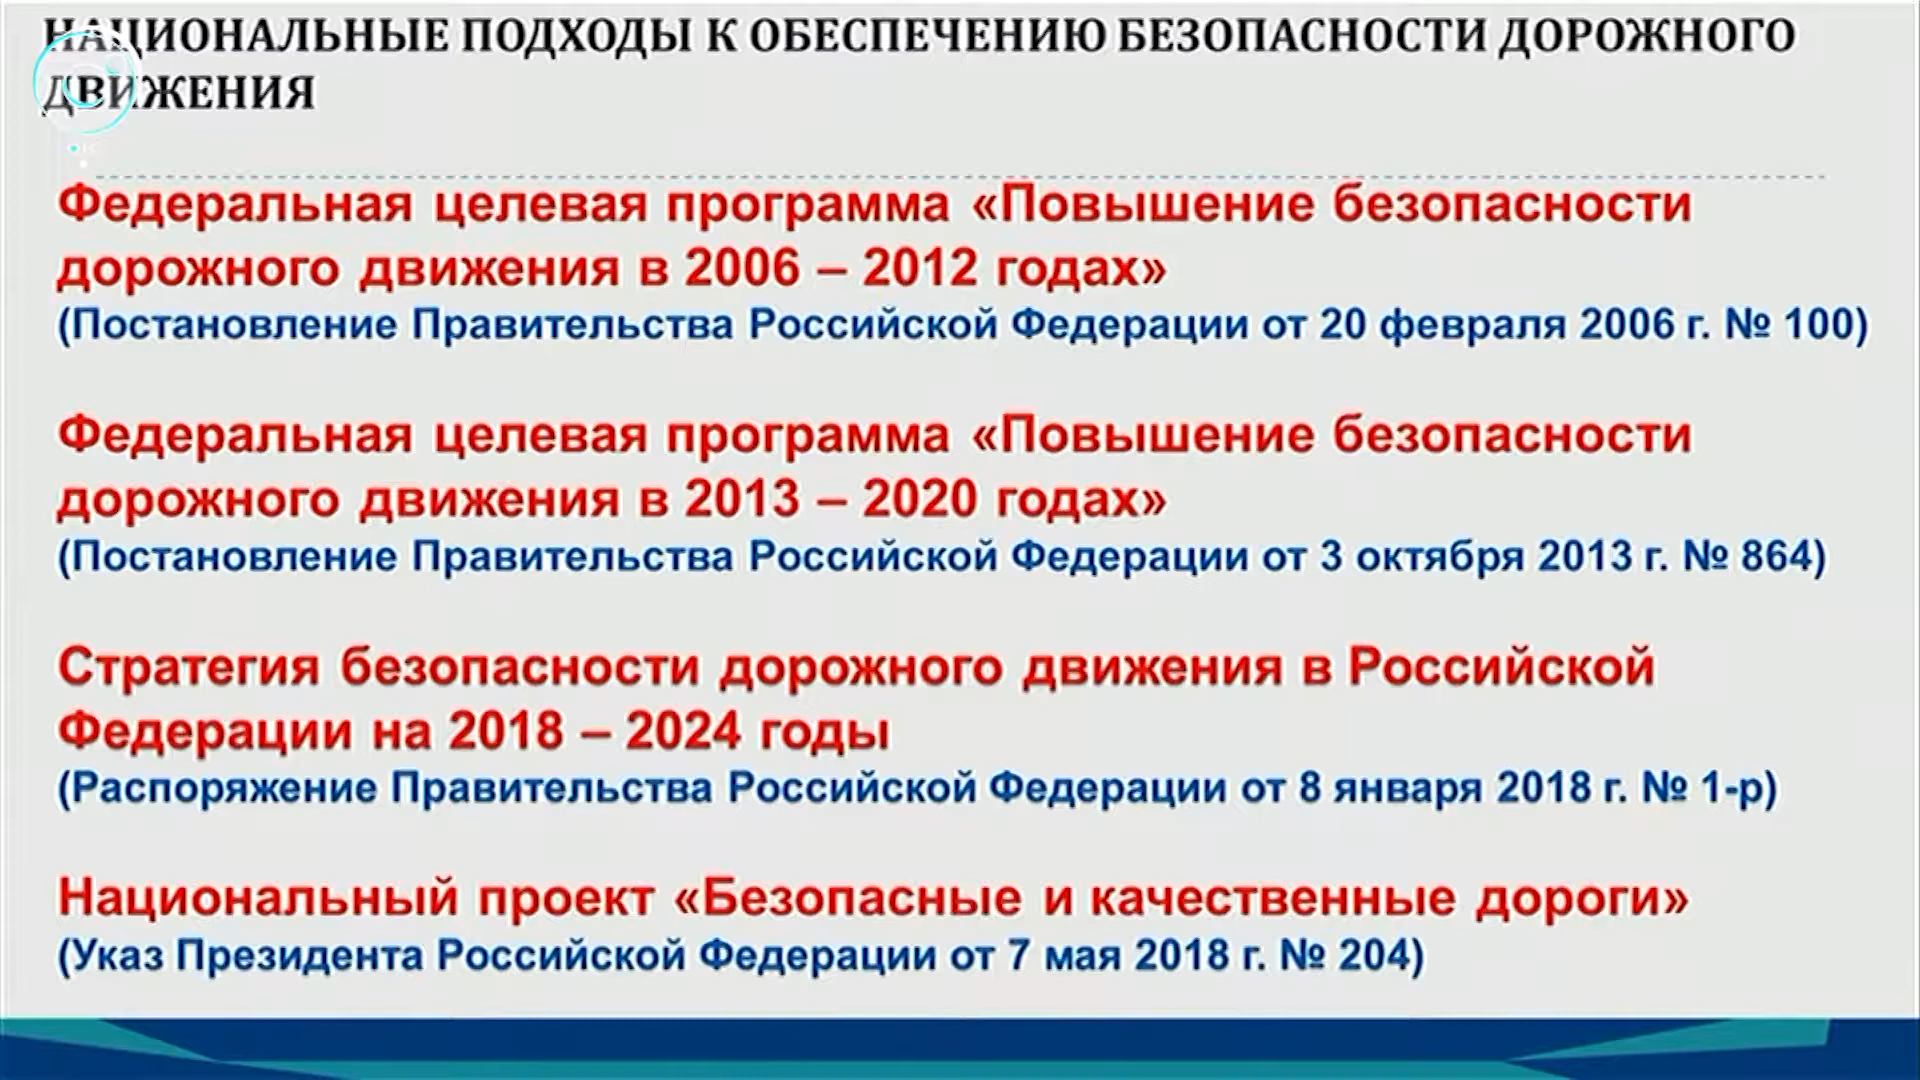 НАЦИОНАЛЬНЫЕ ПОДХОДЫ К ОБЕСПЕЧЕНИЮ БЕЗОПАСНОСТИ ДОРОЖНОГО
ДВИЖЕНИЯ
Федеральная целевая программа «Повышение безопасности
дорожного движения в 2006 – 2012 годах»
(Постановление Правительства Российской Федерации от 20 февраля 2006 г. № 100)
Федеральная целевая программа «Повышение безопасности
дорожного движения в 2013 – 2020 годах»
(Постановление Правительства Российской Федерации от 3 октября 2013 г. № 864)
Стратегия безопасности дорожного движения в Российской
Федерации на 2018 – 2024 годы
(Распоряжение Правительства Российской Федерации от 8 января 2018 г. № 1-р)
Национальный проект «Безопасные и качественные дороги»
(Указ Президента Российской Федерации от 7 мая 2018 г. № 204)